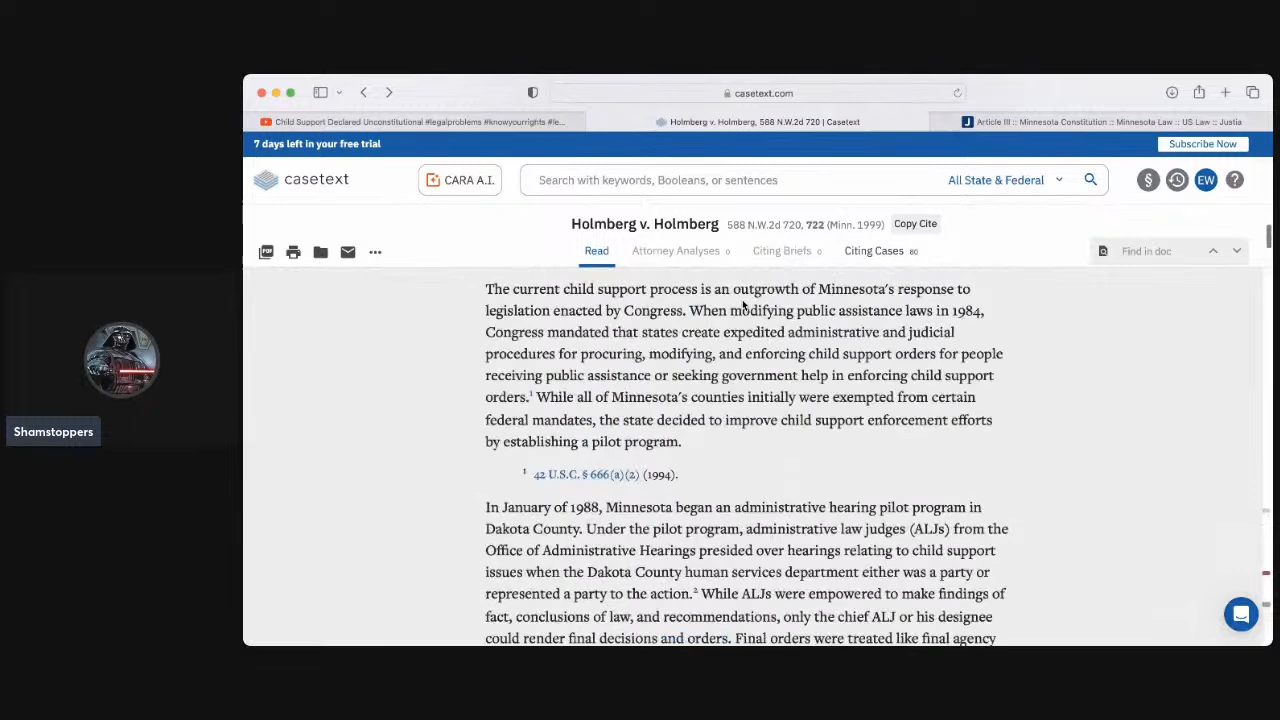 casetext.com
Child Support Declared Unconstitutional #legalproblems #knowyourrights #le...
Holmberg v. Holmberg, 588 N.W.2d 720 | Casetext
Article III :: Minnesota Constitution :: Minnesota Law :: US Law :: Justia
7 days left in your free trial
Subscribe Now
casetext
CARA A.I.
Search with keywords, Booleans, or sentences
All State & Federal
§
EW
?
Holmberg v. Holmberg 588 N.W.2d 720, 722 (Minn. 1999) Copy Cite
PDF
Read Attorney Analyses 0 Citing Briefs 0 Citing Cases 80
Find in doc
The current child support process is an outgrowth of Minnesota's response to
legislation enacted by Congress. When modifying public assistance laws in 1984,
Congress mandated that states create expedited administrative and judicial
procedures for procuring, modifying, and enforcing child support orders for people
receiving public assistance or seeking government help in enforcing child support
orders.1 While all of Minnesota's counties initially were exempted from certain
federal mandates, the state decided to improve child support enforcement efforts
by establishing a pilot program.
1 42 U.S.C. § 666(a)(2) (1994).
In January of 1988, Minnesota began an administrative hearing pilot program in
Dakota County. Under the pilot program, administrative law judges (ALJs) from the
Office of Administrative Hearings presided over hearings relating to child support
issues when the Dakota County human services department either was a party or
represented a party to the action.2 While ALJs were empowered to make findings of
fact, conclusions of law, and recommendations, only the chief ALJ or his designee
could render final decisions and orders. Final orders were treated like final agency
Shamstoppers